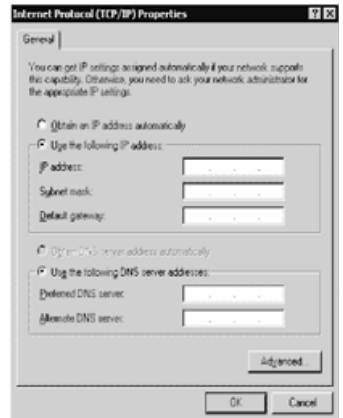 Internet Protocol (TCP/IP) Properties
General
You can get IP settings assigned automatically if your network supports
this capability. Otherwise, you need to ask your network administrator for
the appropriate IP settings.
Obtain an IP address automatically
Use the following IP address:
IP address:
Subnet mask:
Default gateway:
Obtain DNS server address automatically
Use the following DNS server addresses:
Preferred DNS server:
Alternate DNS server:
Advanced...
OK
Cancel